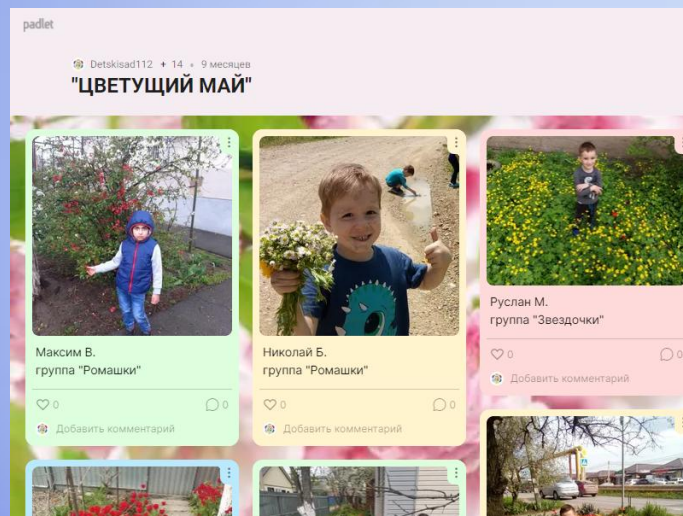 padlet
Detskisad112 + 14 • 9 месяцев
"ЦВЕТУЩИЙ МАЙ"
Максим В.
группа "Ромашки"
0 0
Добавить комментарий
Николай Б.
группа "Ромашки"
0 0
Добавить комментарий
Руслан М.
группа "Звездочки"
0 0
Добавить комментарий